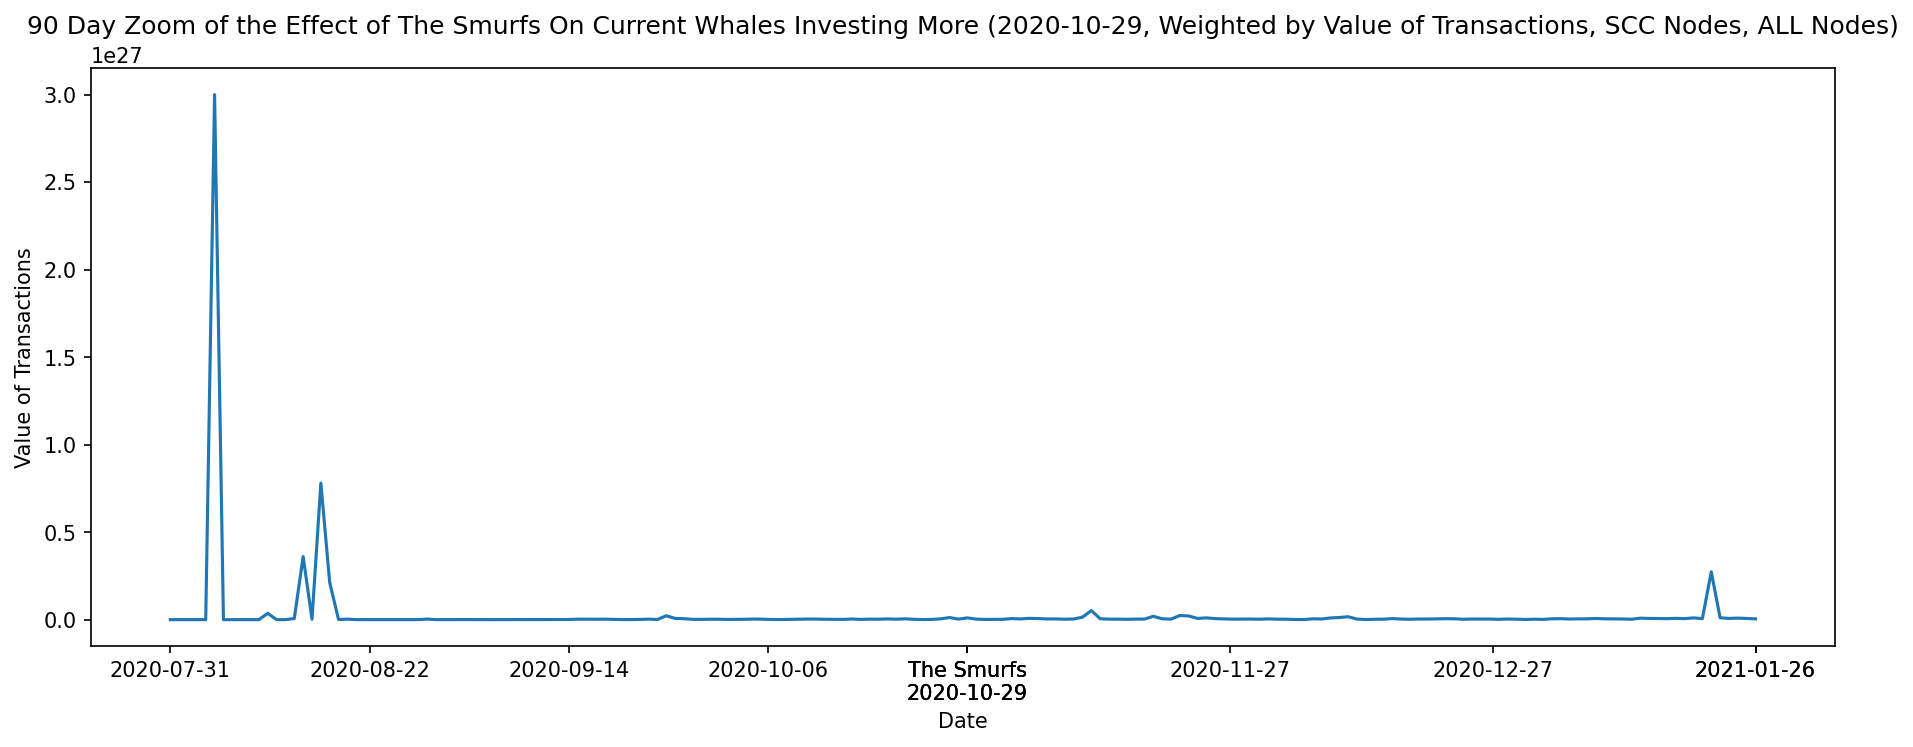 90 Day Zoom of the Effect of The Smurfs On Current Whales Investing More (2020-10-29, Weighted by Value of Transactions, SCC Nodes, ALL Nodes)
1e27
3.0
2.5
2.0
1.5
1.0
0.5
0.0
Value of Transactions
2020-07-31 2020-08-22 2020-09-14 2020-10-06 The Smurfs 2020-11-27 2020-12-27 2021-01-26
2020-10-29
Date